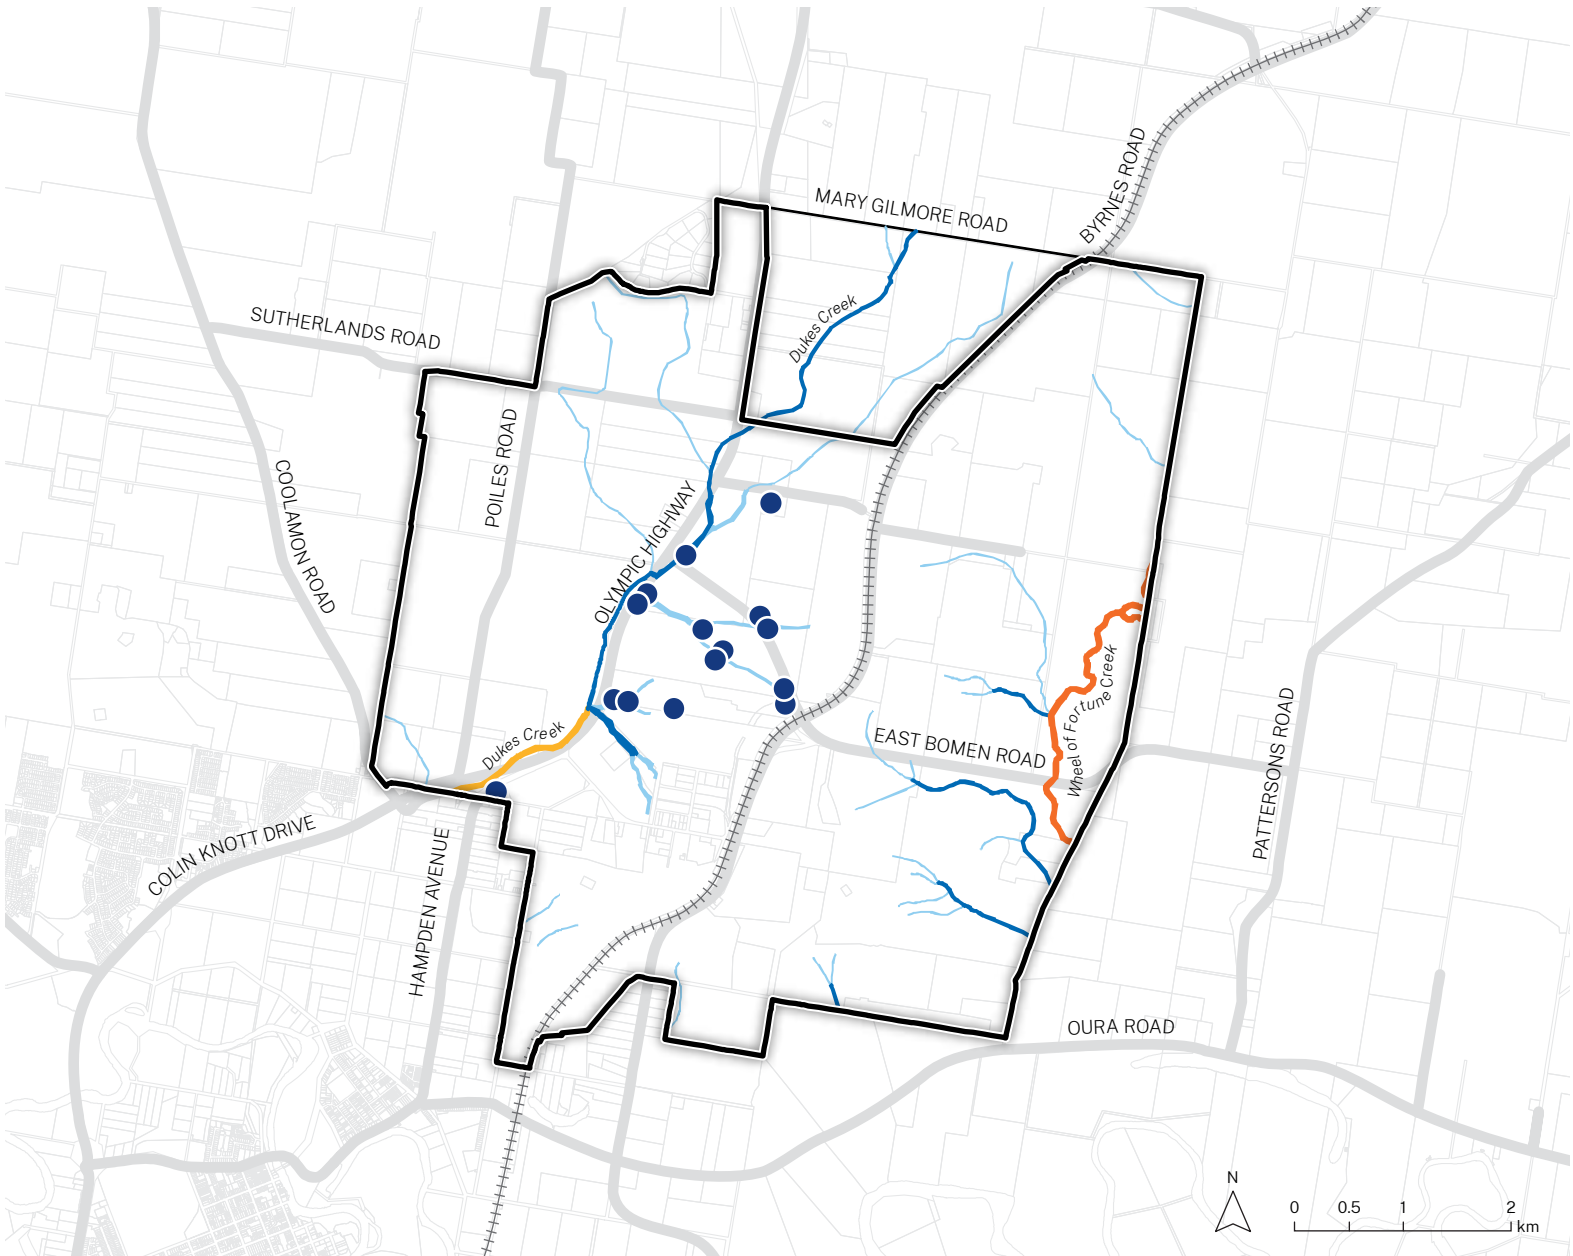 MARY GILMORE ROAD
BYRNES ROAD
Dukes Creek
SUTHERLANDS ROAD
POILES ROAD
COOLAMON ROAD
OLYMPIC HIGHWAY
Wheel of Fortune Creek
Dukes Creek
EAST BOMEN ROAD
PATTERSONS ROAD
COLIN KNOTT DRIVE
HAMPDEN AVENUE
OURA ROAD
N
0 0.5 1 2
km